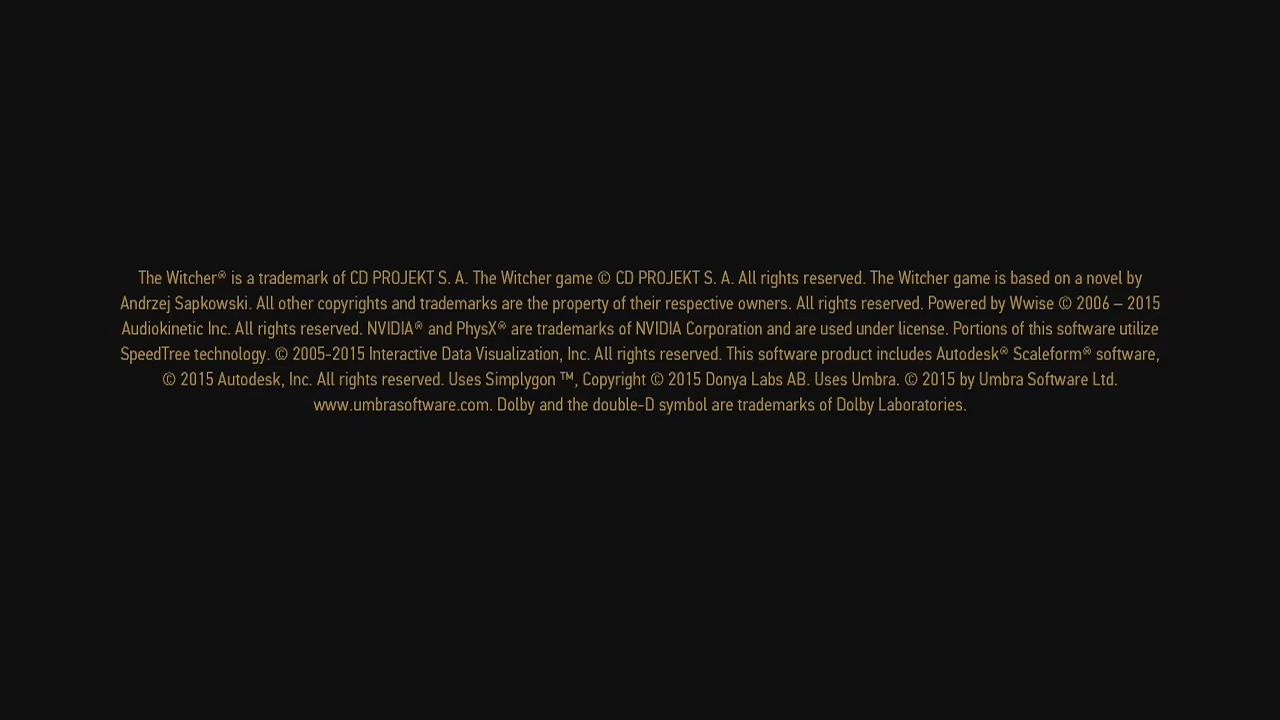 The Witcher® is a trademark of CD PROJEKT S. A. The Witcher game © CD PROJEKT S. A. All rights reserved. The Witcher game is based on a novel by
Andrzej Sapkowski. All other copyrights and trademarks are the property of their respective owners. All rights reserved. Powered by Wwise © 2006 – 2015
Audiokinetic Inc. All rights reserved. NVIDIA® and PhysX® are trademarks of NVIDIA Corporation and are used under license. Portions of this software utilize
SpeedTree technology. © 2005-2015 Interactive Data Visualization, Inc. All rights reserved. This software product includes Autodesk® Scaleform® software,
© 2015 Autodesk, Inc. All rights reserved. Uses Simplygon ™, Copyright © 2015 Donya Labs AB. Uses Umbra. © 2015 by Umbra Software Ltd.
www.umbrasoftware.com. Dolby and the double-D symbol are trademarks of Dolby Laboratories.